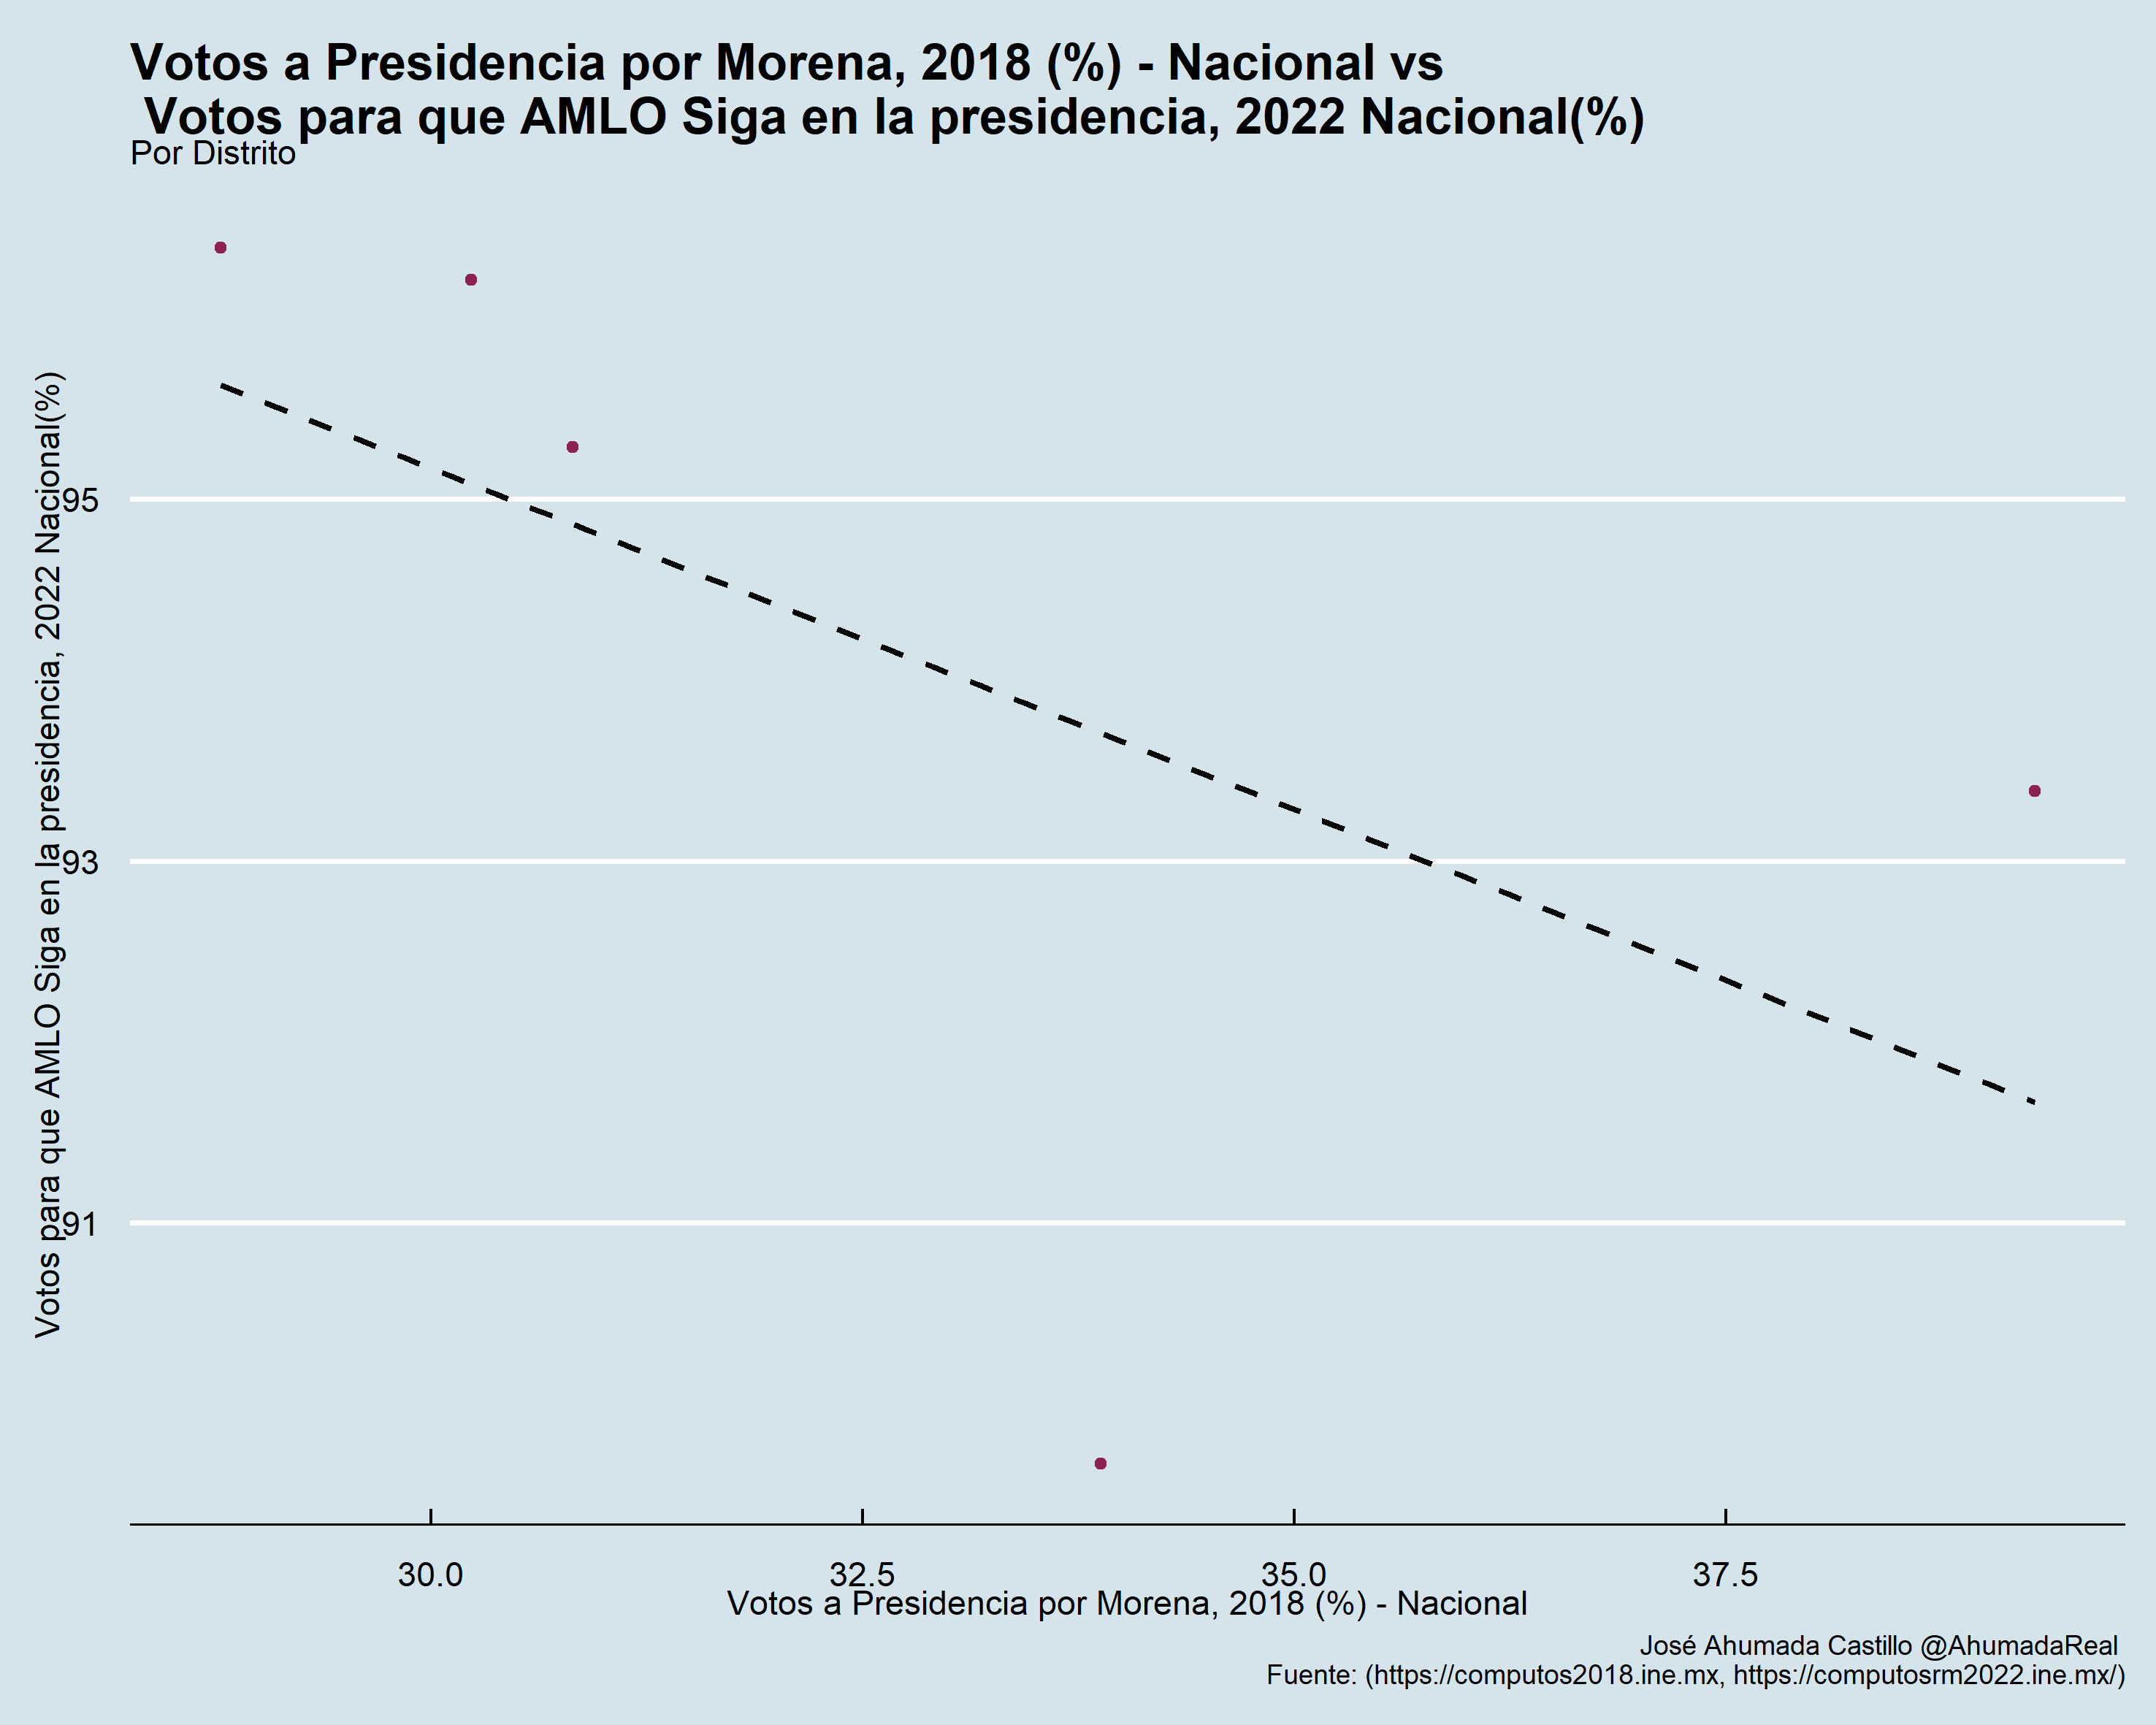 Votos a Presidencia por Morena, 2018 (%) - Nacional vs
Votos para que AMLO Siga en la presidencia, 2022 Nacional(%)
Por Distrito
Votos para que AMLO Siga en la presidencia, 2022 Nacional(%)
95
93
91
30.0
32.5
35.0
37.5
Votos a Presidencia por Morena, 2018 (%) - Nacional
José Ahumada Castillo @AhumadaReal
Fuente: (https://computos2018.ine.mx, https://computosrm2022.ine.mx/)